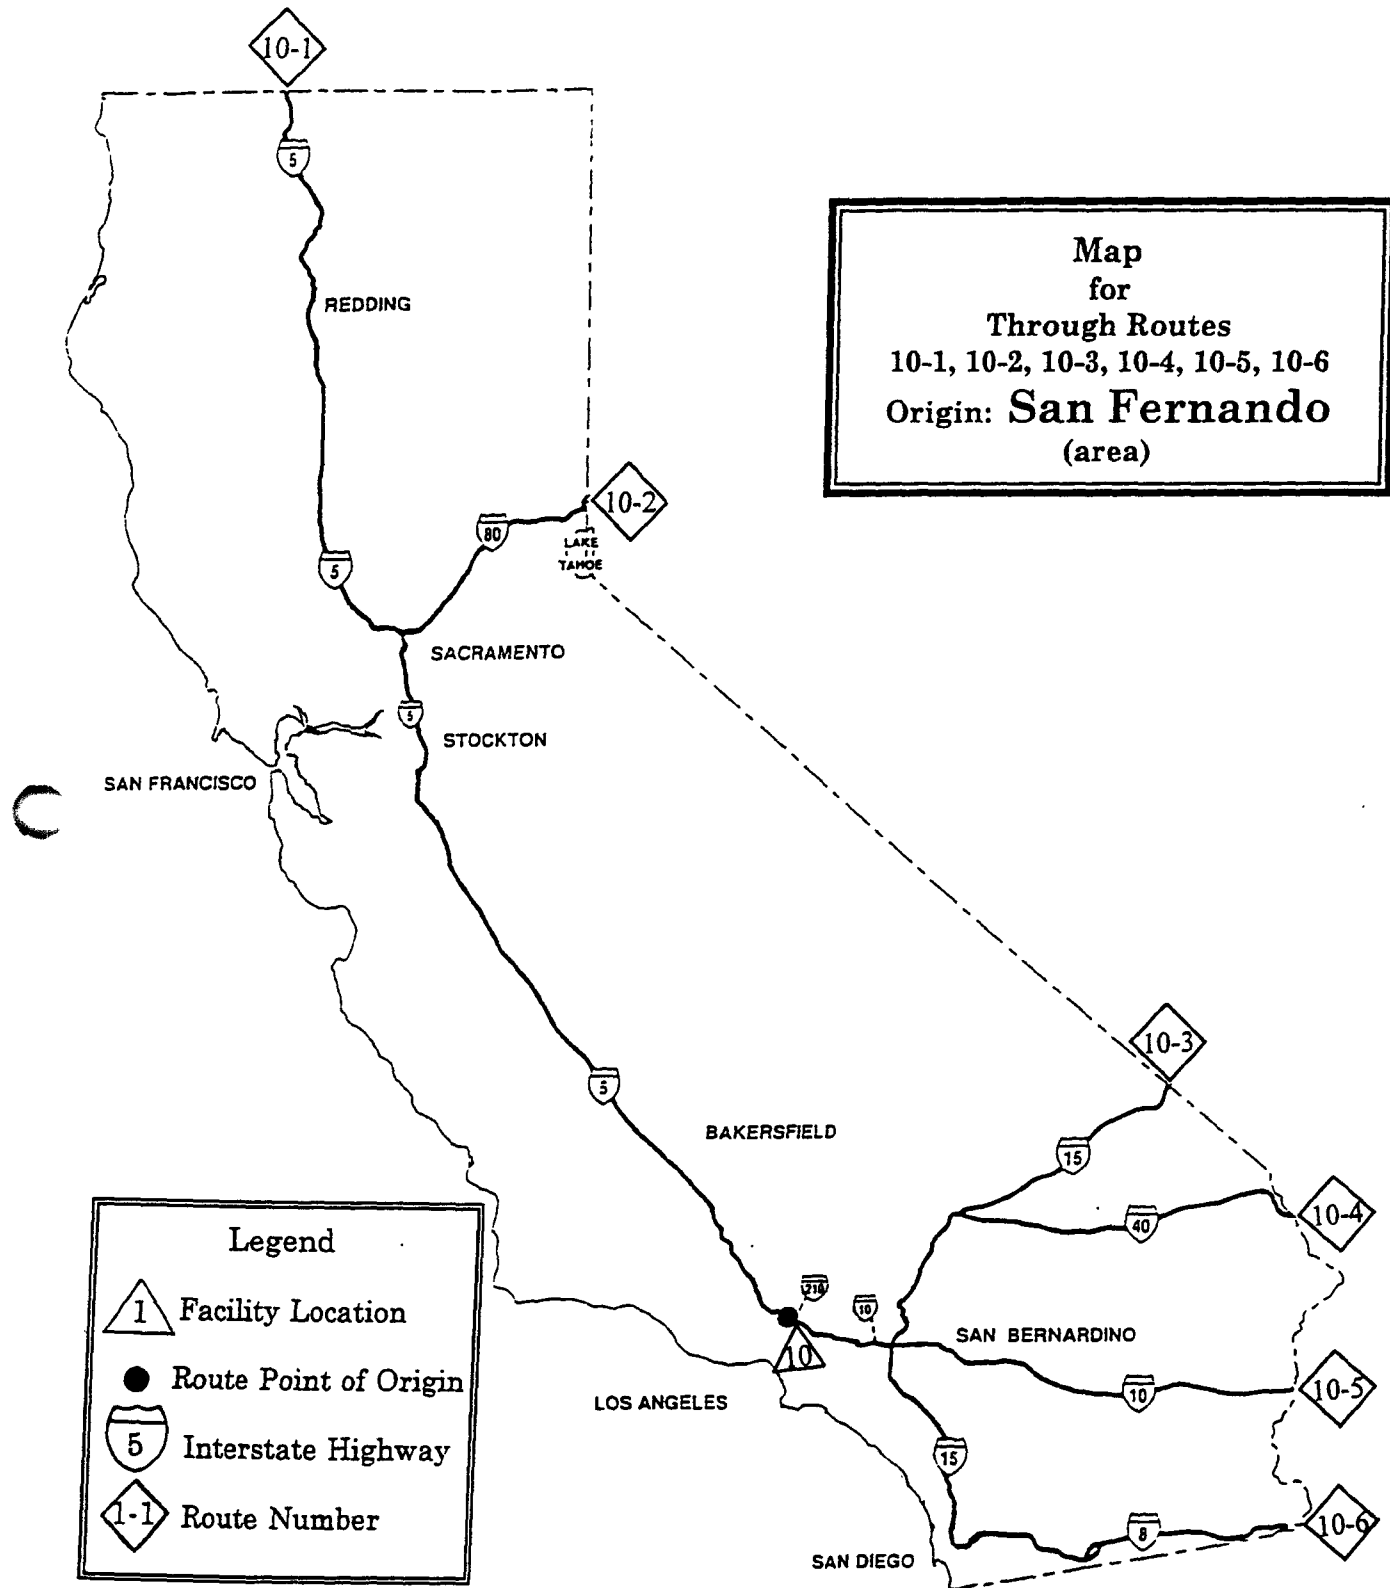 10-1
5
Map
for
Through Routes
10-1, 10-2, 10-3, 10-4, 10-5, 10-6
Origin: San Fernando
(area)
REDDING
10-2
80
LAKE
TAHOE
5
SACRAMENTO
5
STOCKTON
SAN FRANCISCO
10-3
5
BAKERSFIELD
15
10-4
40
Legend
1 Facility Location
Route Point of Origin
5 Interstate Highway
1-1 Route Number
210
10
SAN BERNARDINO
10
LOS ANGELES
10
10-5
15
10-6
8
SAN DIEGO